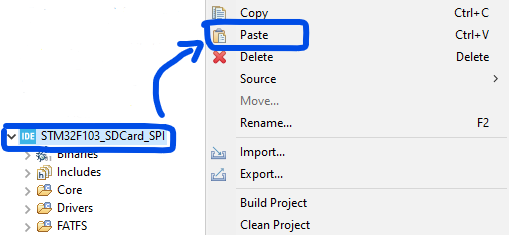 Copy Ctrl+C
Paste Ctrl+V
Delete Delete
Source
Move...
Rename... F2
Import...
Export...
Build Project
Clean Project
IDE STM32F103_SDCard_SPI
Binaries
Includes
Core
Drivers
FATFS